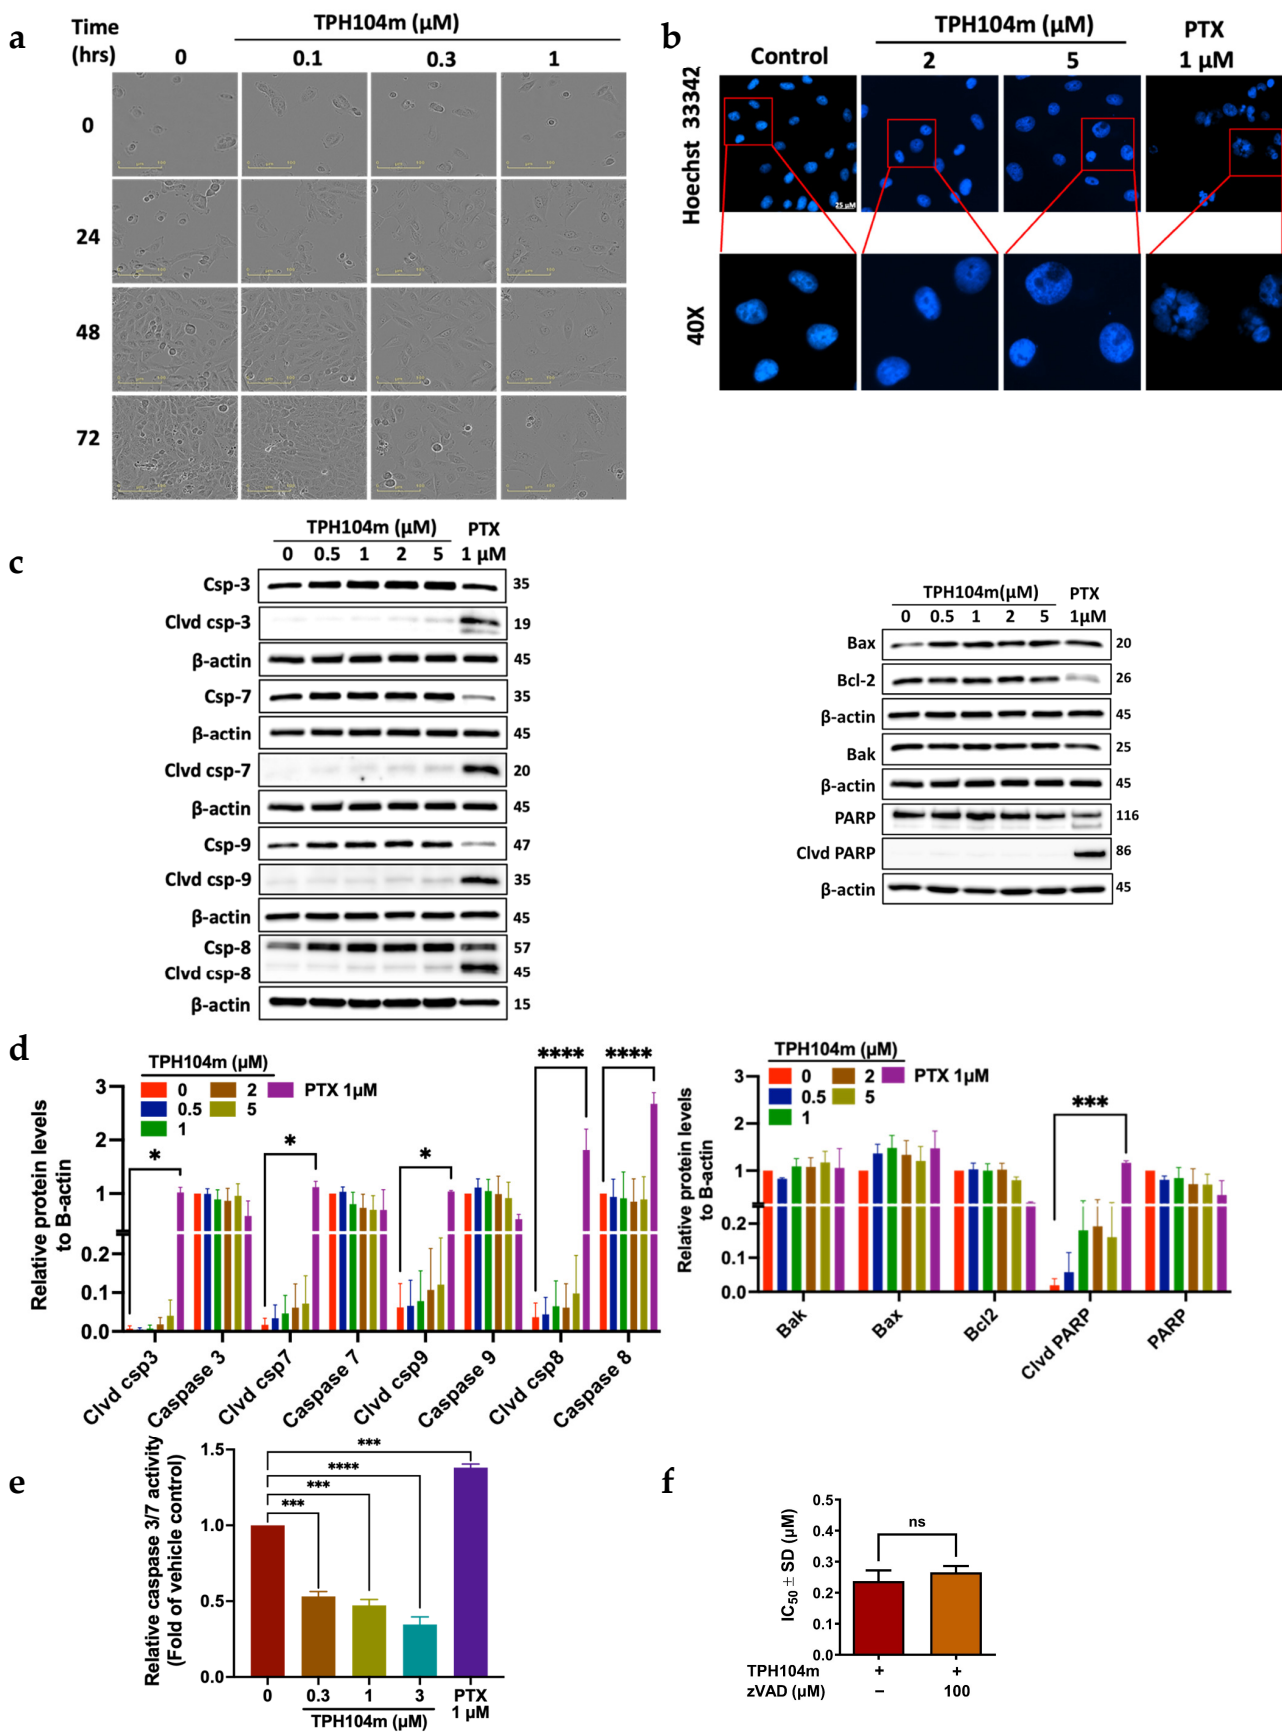 a
Time
(hrs)
TPH104m (µM)
0 0.1 0.3 1
0
24
48
72
b
TPH104m (µM)
PTX
Control 2 5 1 µM
Hoechst 33342
25 µM
40X
c
TPH104m (µM) PTX
0 0.5 1 2 5 1 µM
Csp-3 35
Clvd csp-3 19
β-actin 45
Csp-7 35
β-actin 45
Clvd csp-7 20
β-actin 45
Csp-9 47
Clvd csp-9 35
β-actin 45
Csp-8 57
Clvd csp-8 45
β-actin 15
TPH104m(µM) PTX
0 0.5 1 2 5 1µM
Bax 20
Bcl-2 26
β-actin 45
Bak 25
β-actin 45
PARP 116
Clvd PARP 86
β-actin 45
d
TPH104m (µM)
0 2 PTX 1µM
0.5 5
1
**** ****
* * *
Relative protein levels
to B-actin
3
2
1
0.2
0.1
0.0
Clvd csp3
Caspase 3
Clvd csp7
Caspase 7
Clvd csp9
Caspase 9
Clvd csp8
Caspase 8
TPH104m (µM)
0 2 PTX 1µM
0.5 5
1
***
Relative protein levels
to B-actin
3
2
1
0.2
0.1
0.0
Bak
Bax
Bcl2
Clvd PARP
PARP
e
Relative caspase 3/7 activity
(Fold of vehicle control)
1.5
1.0
0.5
0.0
***
****
***
***
0 0.3 1 3 PTX
1 µM
TPH104m (µM)
f
IC50 ± SD (µM)
0.5
0.4
0.3
0.2
0.1
0.0
ns
TPH104m + +
zVAD (µM) – 100